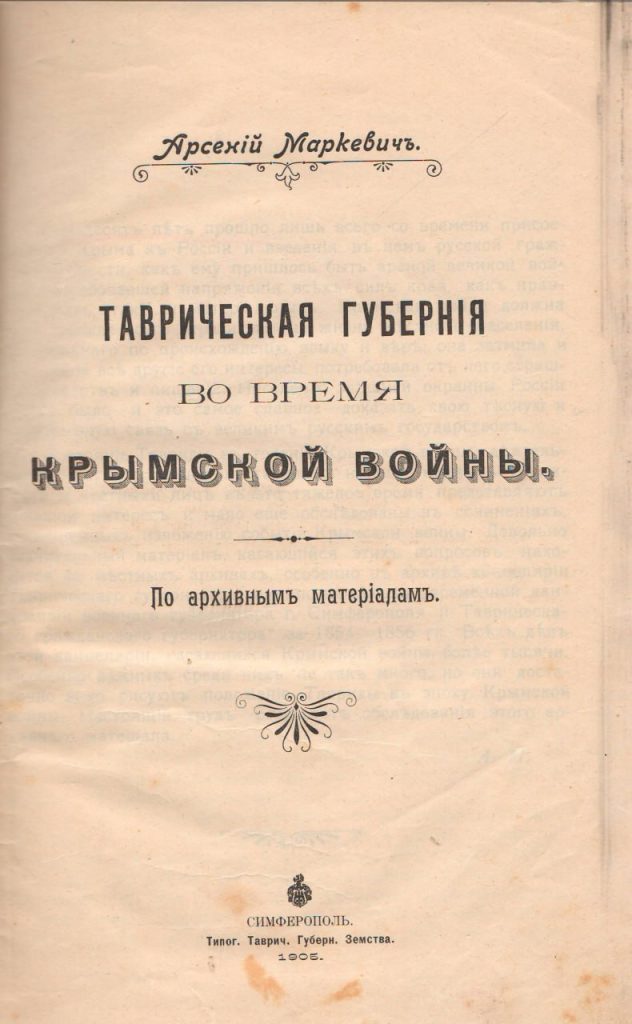 Арсеній Маркевичъ.
ТАВРИЧЕСКАЯ ГУБЕРНІЯ
ВО ВРЕМЯ
КРЫМСКОЙ ВОЙНЫ.
По архивнымъ матеріаламъ.
СИМФЕРОПОЛЬ.
Типог. Таврич. Губерн. Земства.
1905.